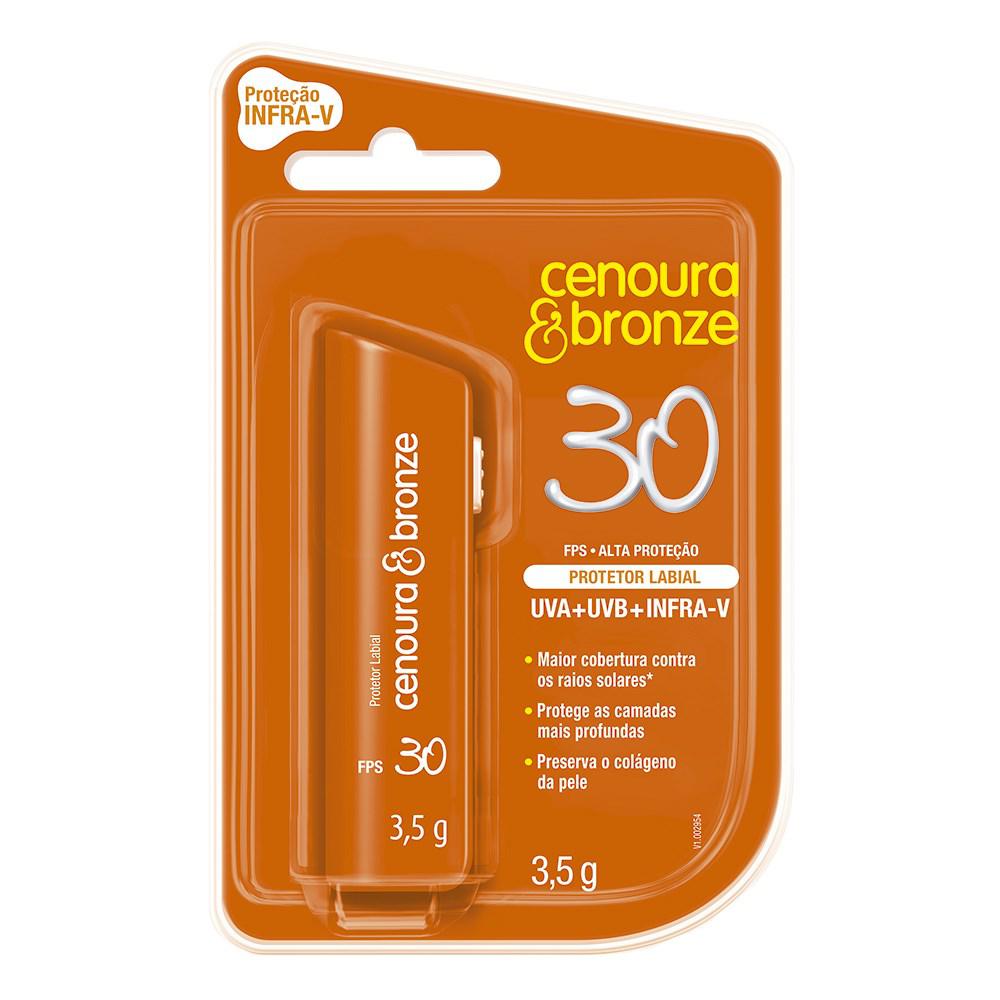 Proteção
INFRA-V
cenoura
&bronze
30
FPS • ALTA PROTEÇÃO
PROTETOR LABIAL
UVA+UVB+INFRA-V
• Maior cobertura contra
os raios solares*
• Protege as camadas
mais profundas
• Preserva o colágeno
da pele
V1.002954
3,5 g
Protetor Labial
cenoura & bronze
FPS 30
3,5 g